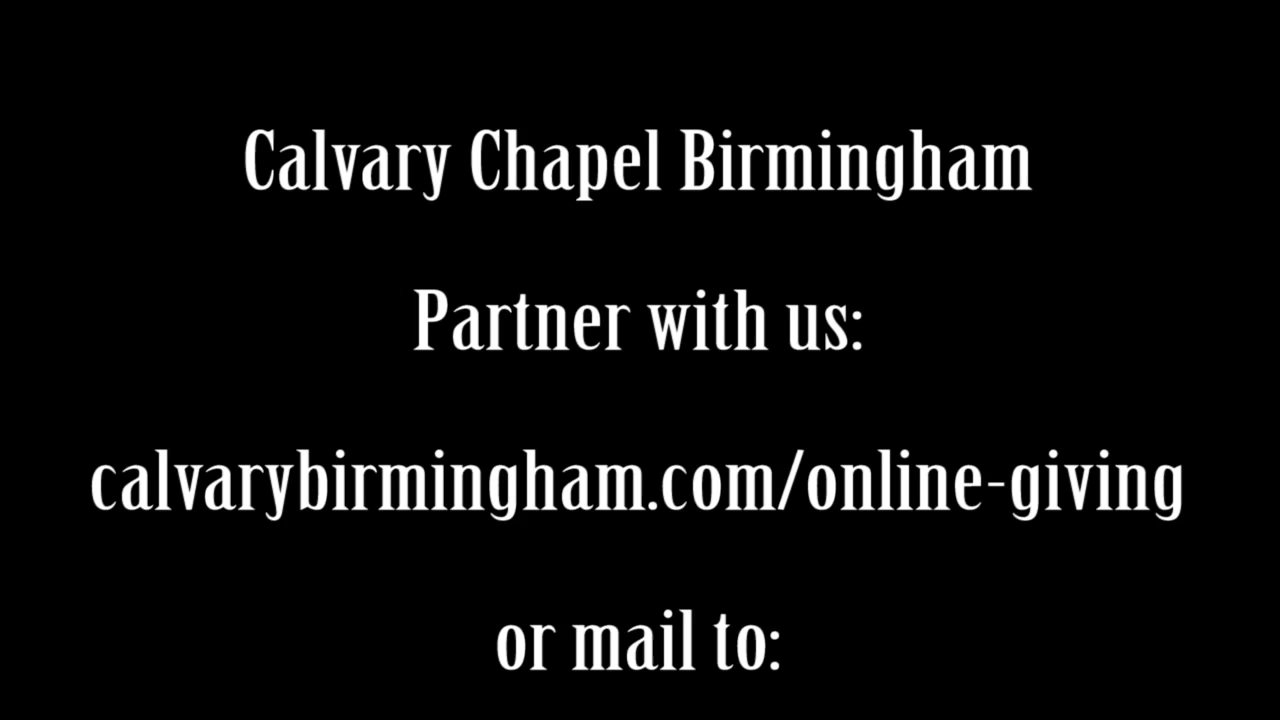 Calvary Chapel Birmingham
Partner with us:
calvarybirmingham.com/online-giving
or mail to: